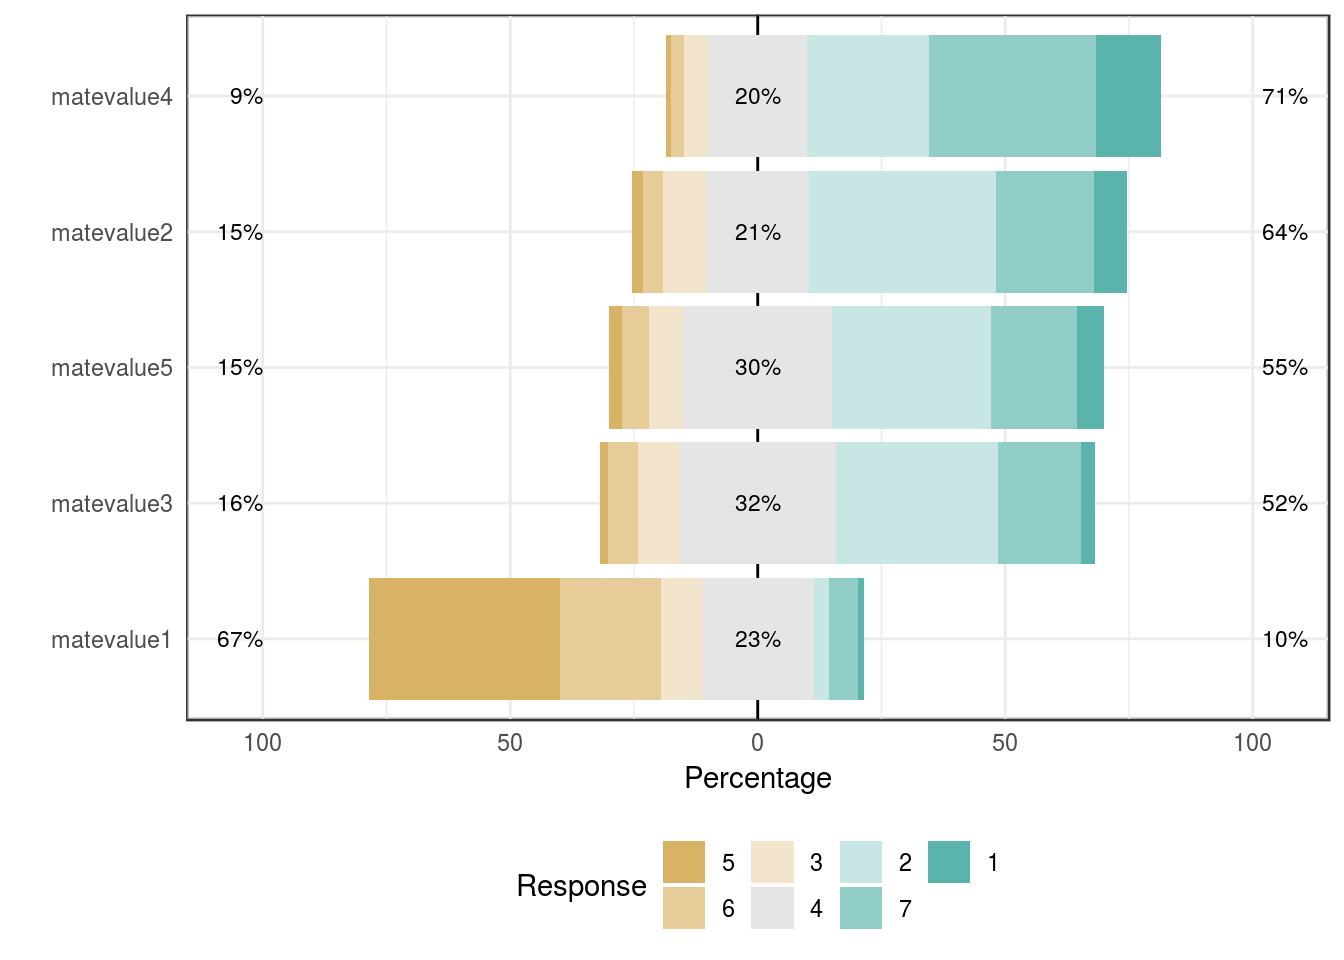 matevalue4 9% 20% 71%
matevalue2 15% 21% 64%
matevalue5 15% 30% 55%
matevalue3 16% 32% 52%
matevalue1 67% 23% 10%
100 50 0 50 100
Percentage
Response
5 3 2 1
6 4 7